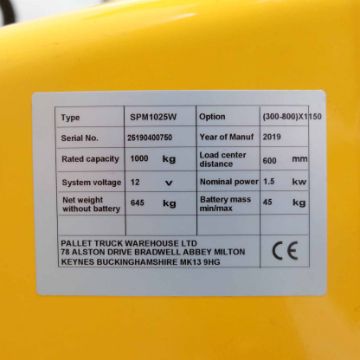 Type SPM1025W Option (300-800)X1150
Serial No. 25190400750 Year of Manuf 2019
Rated capacity 1000 kg Load center distance 600 mm
System voltage 12 v Nominal power 1.5 kw
Net weight without battery 645 kg Battery mass min/max 45 kg
PALLET TRUCK WAREHOUSE LTD
78 ALSTON DRIVE BRADWELL ABBEY MILTON
KEYNES BUCKINGHAMSHIRE MK13 9HG
CE